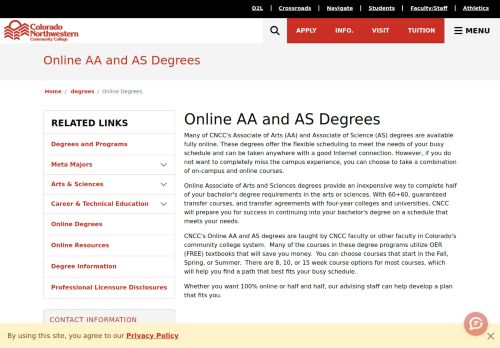 D2L | Crossroads | Navigate | Students | Faculty/Staff | Athletics
Colorado
Northwestern
Community College
APPLY INFO. VISIT TUITION MENU
Online AA and AS Degrees
Home / degrees / Online Degrees
RELATED LINKS
Degrees and Programs
Meta Majors
Arts & Sciences
Career & Technical Education
Online Degrees
Online Resources
Degree Information
Professional Licensure Disclosures
CONTACT INFORMATION
Online AA and AS Degrees
Many of CNCC's Associate of Arts (AA) and Associate of Science (AS) degrees are available
fully online. These degrees offer the flexible scheduling to meet the needs of your busy
schedule and can be taken anywhere with a good Internet connection. However, if you do
not want to completely miss the campus experience, you can choose to take a combination
of on-campus and online courses.
Online Associate of Arts and Sciences degrees provide an inexpensive way to complete half
of your bachelor's degree requirements in the arts or sciences. With 60+60, guaranteed
transfer courses, and transfer agreements with four-year colleges and universities, CNCC
will prepare you for success in continuing into your bachelor's degree on a schedule that
meets your needs.
CNCC's Online AA and AS degrees are taught by CNCC faculty or other faculty in Colorado's
community college system. Many of the courses in these degree programs utilize OER
(FREE) textbooks that will save you money. You can choose courses that start in the Fall,
Spring, or Summer. There are 8, 10, or 15 week course options for most courses, which
will help you find a path that best fits your busy schedule.
Whether you want 100% online or half and half, our advising staff can help develop a plan
that fits you.
By using this site, you agree to our Privacy Policy
×